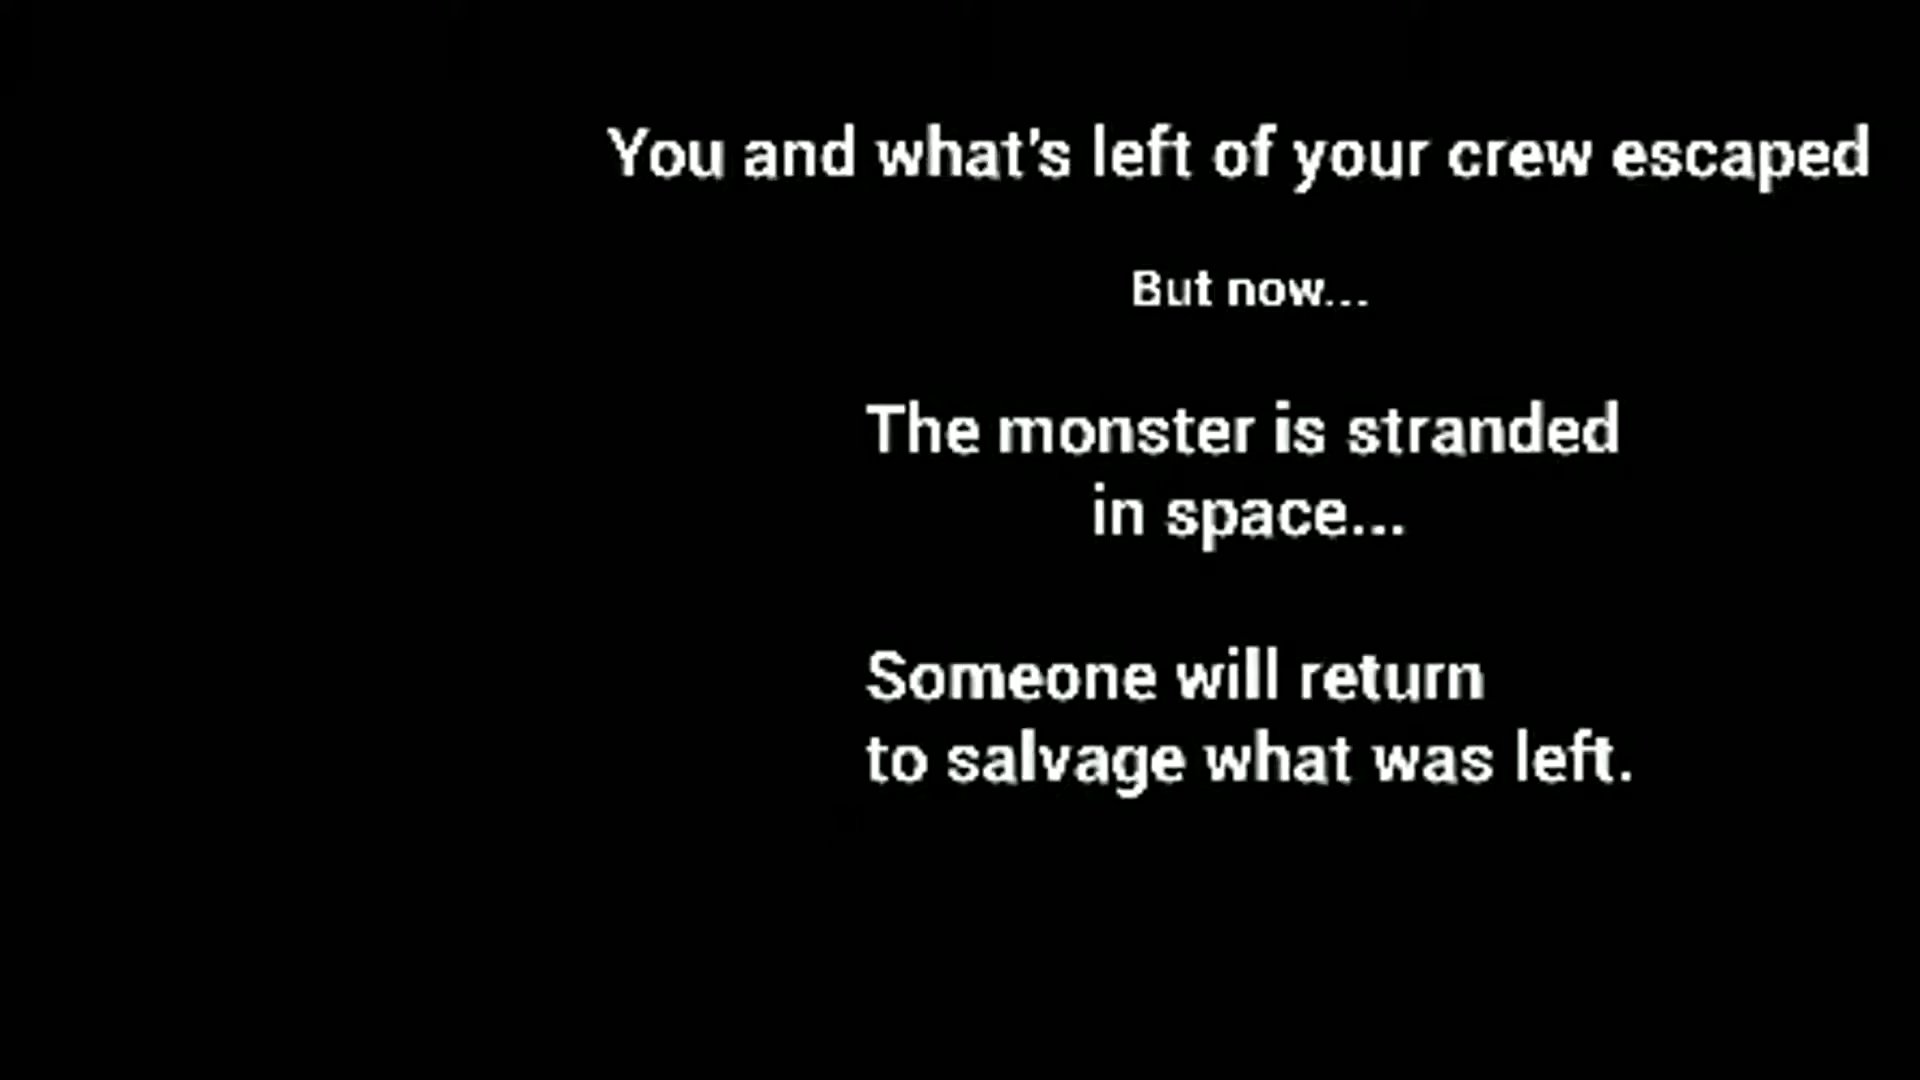 You and what's left of your crew escaped
But now...
The monster is stranded
in space...
Someone will return
to salvage what was left.